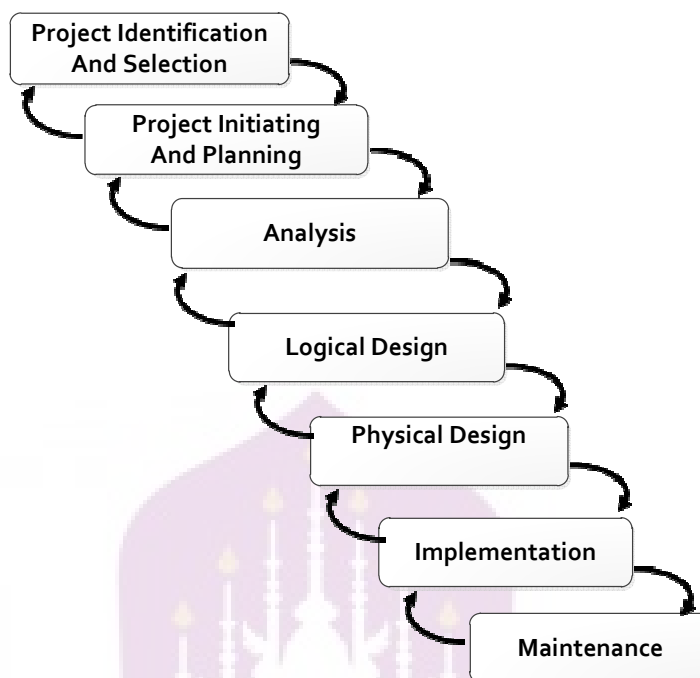 Project Identification
And Selection
Project Initiating
And Planning
Analysis
Logical Design
Physical Design
Implementation
Maintenance